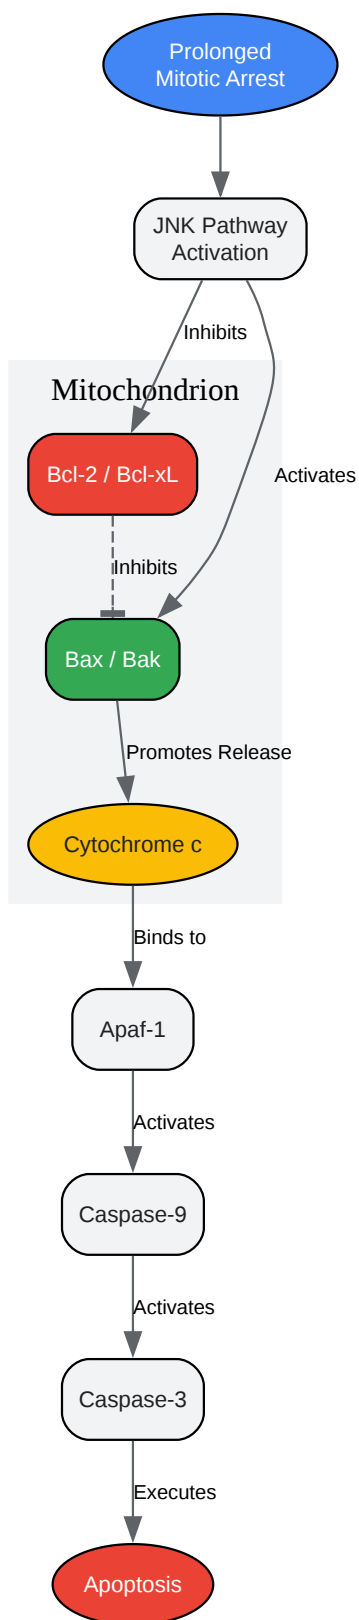 Prolonged
Mitotic Arrest
JNK Pathway
Activation
Inhibits
Mitochondrion
Bcl-2 / Bcl-xL
Activates
Inhibits
Bax / Bak
Promotes Release
Cytochrome c
Binds to
Apaf-1
Activates
Caspase-9
Activates
Caspase-3
Executes
Apoptosis